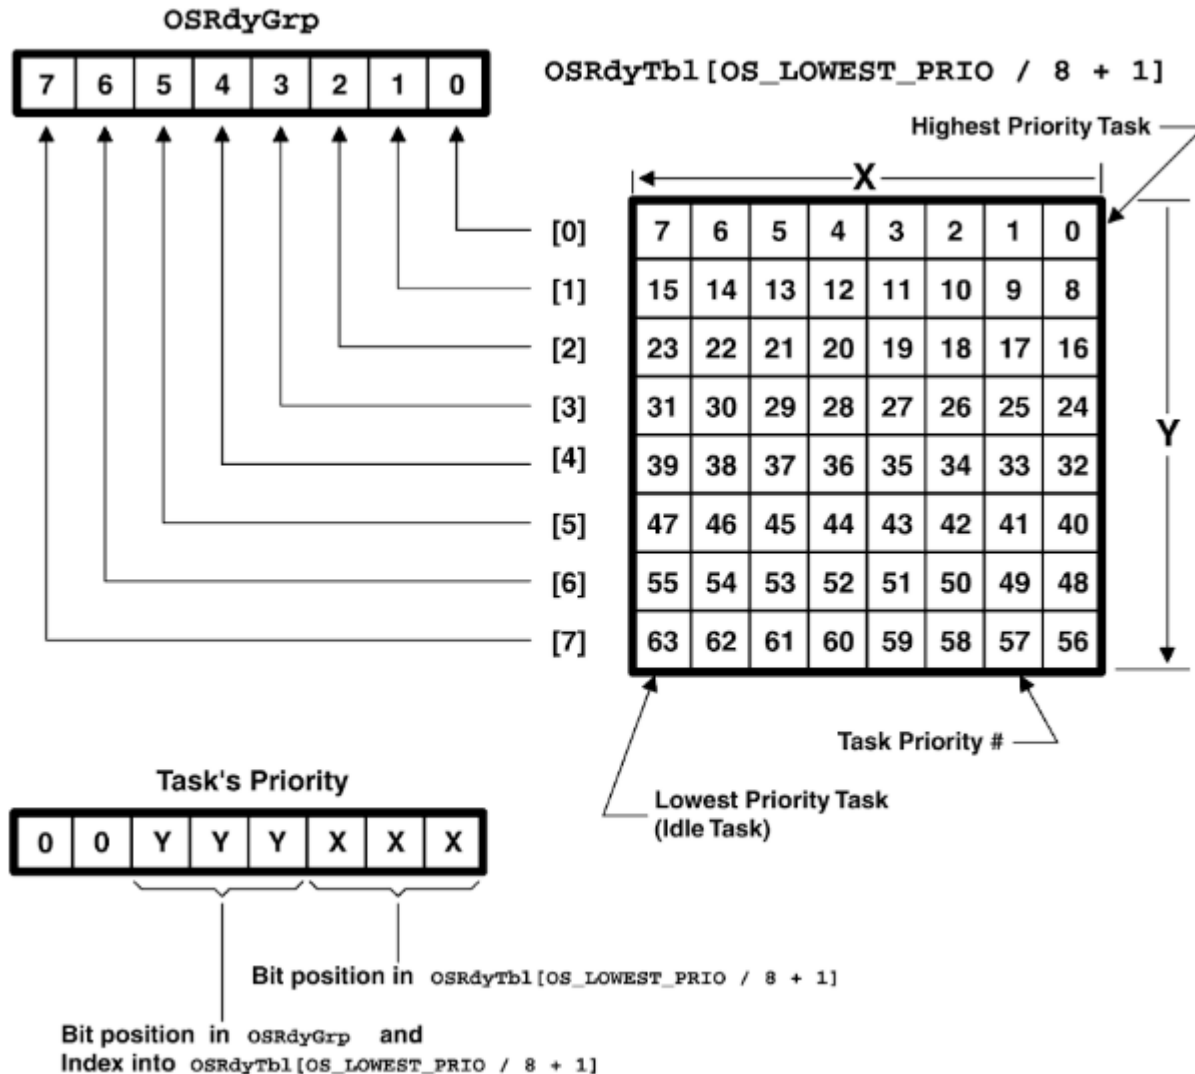 OSRdyGrp
7 6 5 4 3 2 1 0
OSRdyTbl[OS_LOWEST_PRIO / 8 + 1]
Highest Priority Task
X
[0] 7 6 5 4 3 2 1 0
[1] 15 14 13 12 11 10 9 8
[2] 23 22 21 20 19 18 17 16
[3] 31 30 29 28 27 26 25 24
[4] 39 38 37 36 35 34 33 32
Y
[5] 47 46 45 44 43 42 41 40
[6] 55 54 53 52 51 50 49 48
[7] 63 62 61 60 59 58 57 56
Task Priority #
Lowest Priority Task
(Idle Task)
Task's Priority
0 0 Y Y Y X X X
Bit position in OSRdyTbl[OS_LOWEST_PRIO / 8 + 1]
Bit position in OSRdyGrp and
Index into OSRdyTbl[OS_LOWEST_PRIO / 8 + 1]